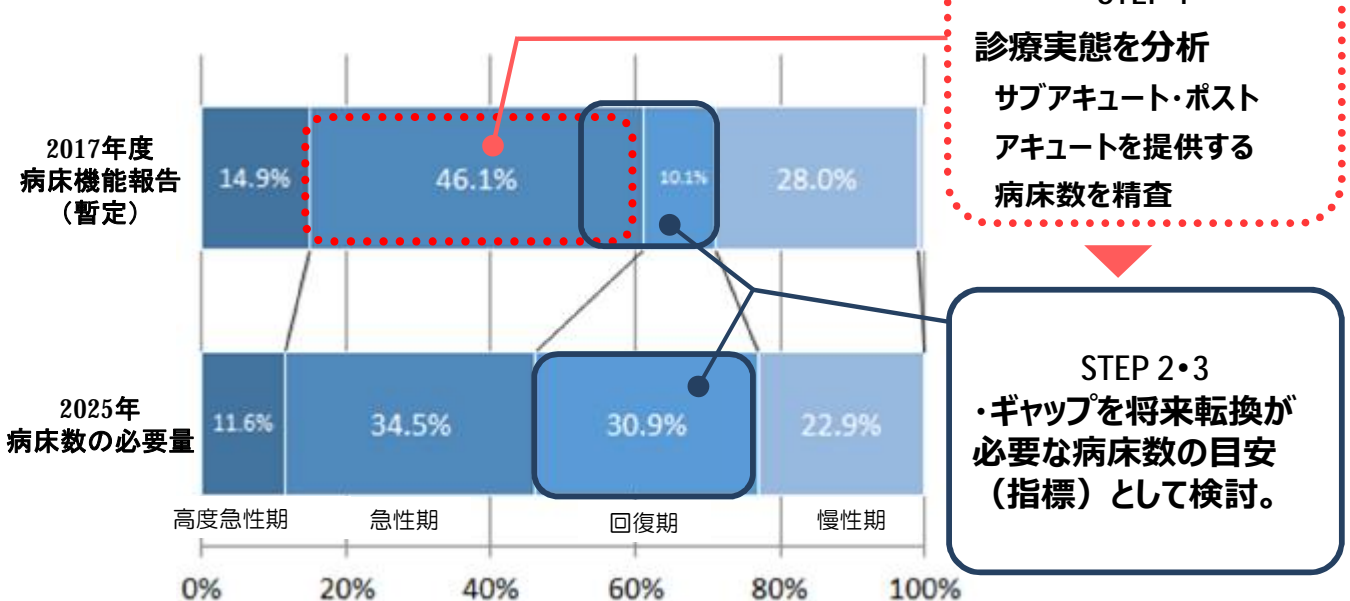 診療実態を分析
サブアキュート・ポスト
アキュートを提供する
病床数を精査
2017年度
病床機能報告
（暫定）
14.9%
46.1%
10.1%
28.0%
2025年
病床数の必要量
11.6%
34.5%
30.9%
22.9%
高度急性期
急性期
回復期
慢性期
0%
20%
40%
60%
80%
100%
STEP 2・3
・ギャップを将来転換が
必要な病床数の目安
（指標）として検討。